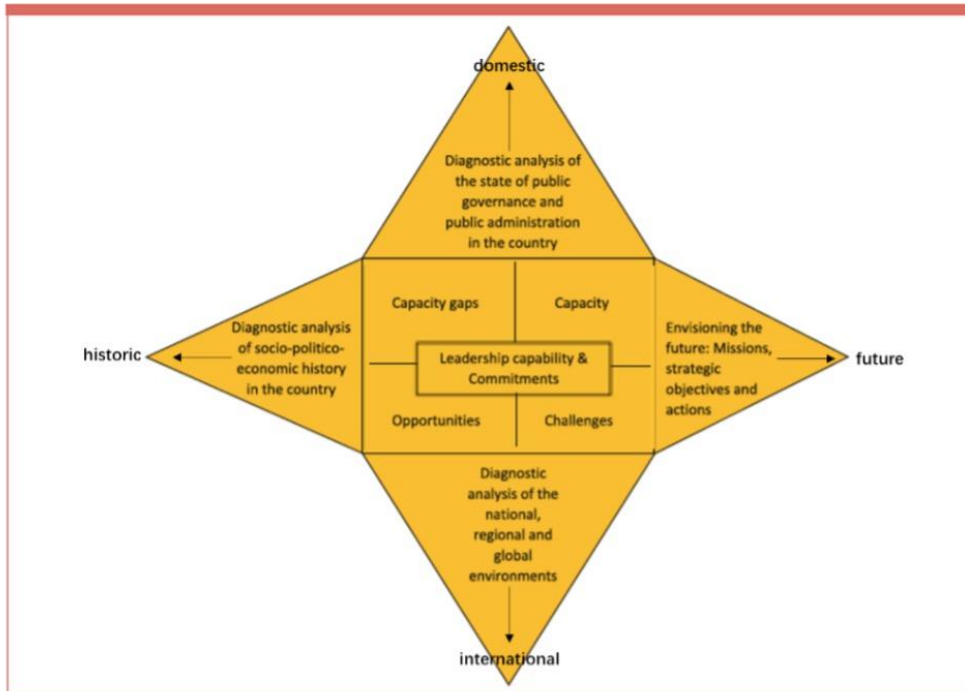 domestic
Diagnostic analysis of
the state of public
governance and
public administration
in the country
Capacity gaps
Capacity
historic
Diagnostic analysis
of socio-politico-
economic history
in the country
Leadership capability &
Commitments
Envisioning the
future: Missions,
strategic
objectives and
actions
future
Opportunities
Challenges
Diagnostic
analysis of the
national,
regional and
global
environments
international